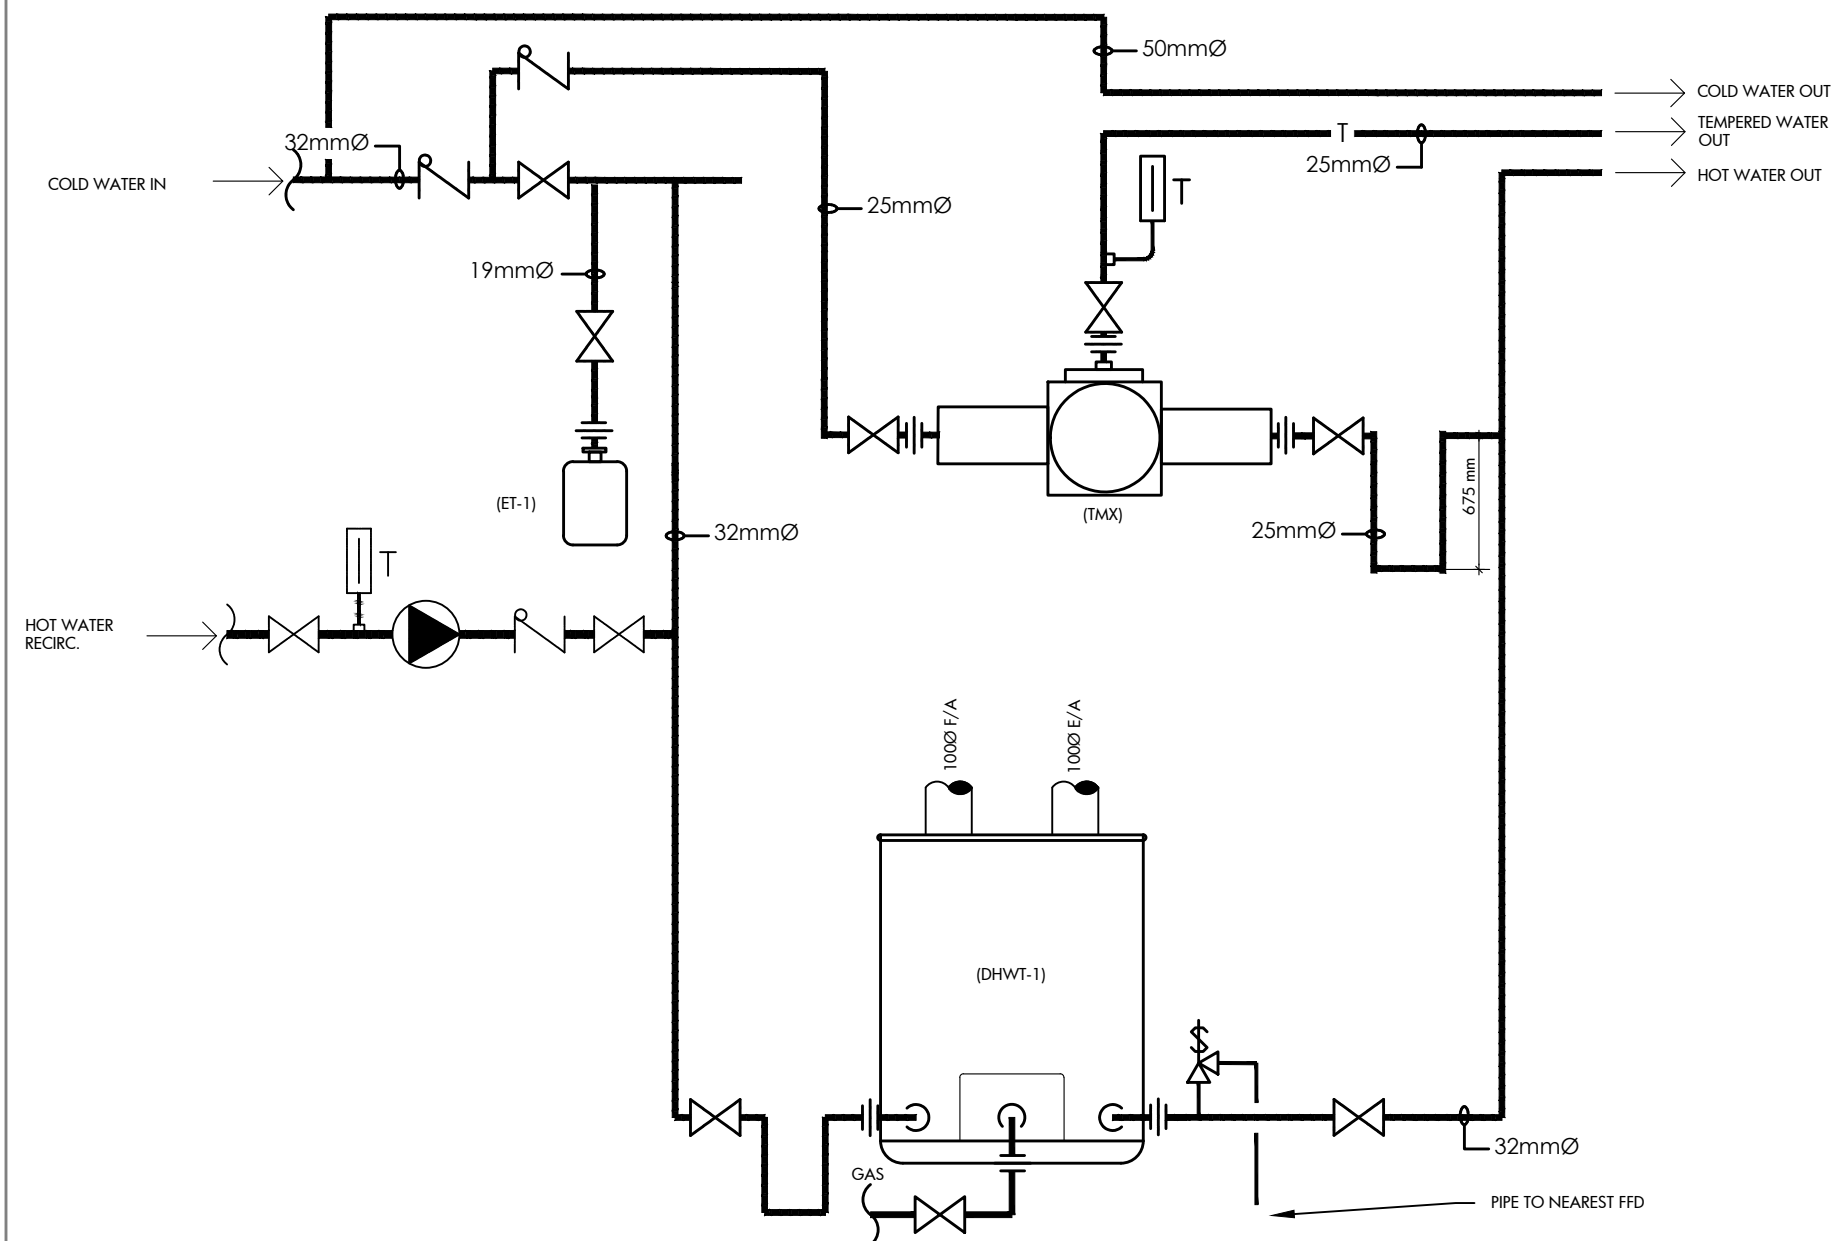 50mmØ
COLD WATER OUT
TEMPERED WATER
OUT
T
25mmØ
HOT WATER OUT
32mmØ
COLD WATER IN
T
25mmØ
19mmØ
675 mm
(ET-1)
(TMX)
32mmØ
25mmØ
T
HOT WATER
RECIRC.
100Ø F/A
100Ø E/A
(DHWT-1)
32mmØ
GAS
PIPE TO NEAREST FFD